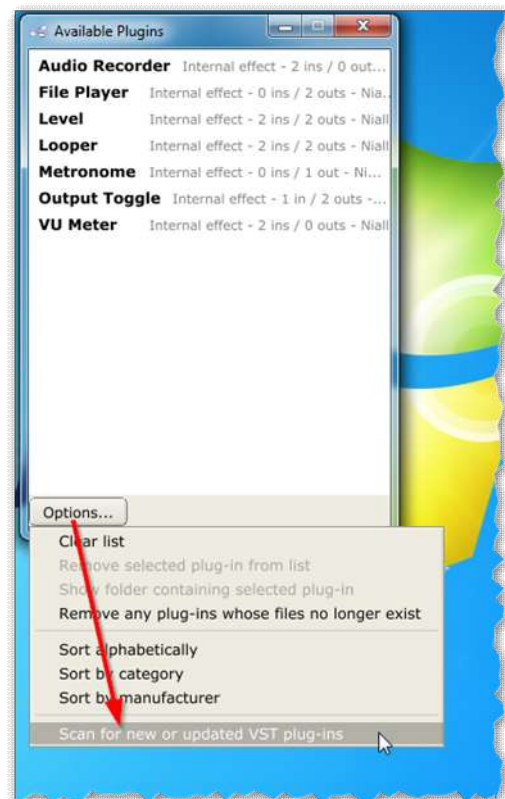 Available Plugins
Audio Recorder Internal effect - 2 ins / 0 out...
File Player Internal effect - 0 ins / 2 outs - Nia..
Level Internal effect - 2 ins / 2 outs - Niall
Looper Internal effect - 2 ins / 2 outs - Niall
Metronome Internal effect - 0 ins / 1 out - Ni...
Output Toggle Internal effect - 1 in / 2 outs -...
VU Meter Internal effect - 2 ins / 0 outs - Niall
Options...
Clear list
Remove selected plug-in from list
Show folder containing selected plug-in
Remove any plug-ins whose files no longer exist
Sort alphabetically
Sort by category
Sort by manufacturer
Scan for new or updated VST plug-ins